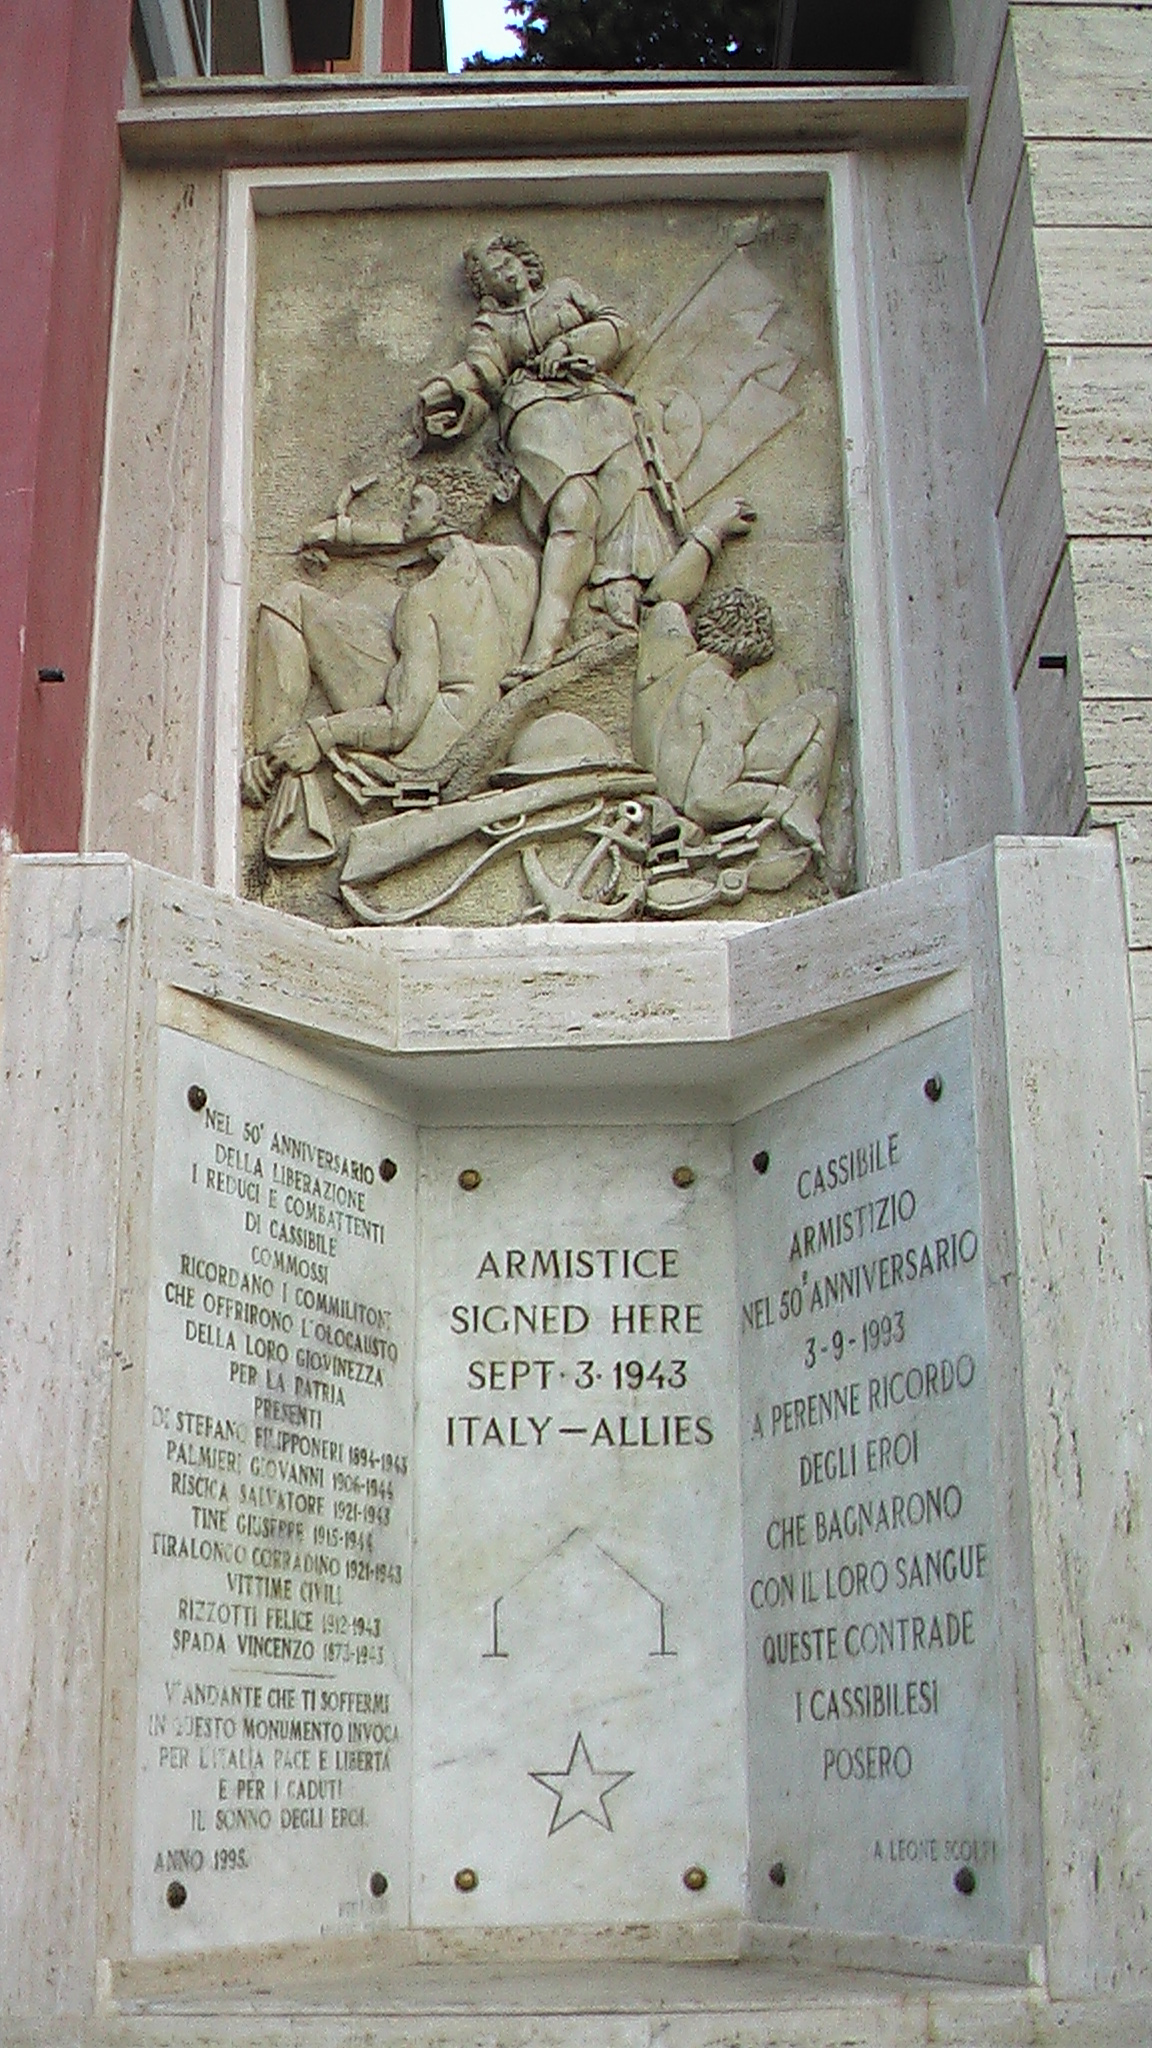 NEL 50° ANNIVERSARIO
DELLA LIBERAZIONE
I REDUCI E COMBATTENTI
DI CASSIBILE
COMMOSSI
RICORDANO I COMMILITONI
CHE OFFRIRONO L'OLOCAUSTO
DELLA LORO GIOVINEZZA
PER LA PATRIA
PRESENTI
DI STEFANO FILIPPONERI 1894-1943
PALMIERI GIOVANNI 1906-1944
RISCICA SALVATORE 1921-1943
TINÈ GIUSEPPE 1915-1944
TIRALONGO CORRADINO 1921-1943
VITTIME CIVILI
RIZZOTTI FELICE 1912-1943
SPADA VINCENZO 1873-1943
V'ANDANTE CHE TI SOFFERMI
IN QUESTO MONUMENTO INVOCA
PER L'ITALIA PACE E LIBERTÀ
E PER I CADUTI
IL SONNO DEGLI EROI.
ANNO 1995.
ARMISTICE
SIGNED HERE
SEPT·3·1943
ITALY-ALLIES
CASSIBILE
ARMISTIZIO
NEL 50° ANNIVERSARIO
3-9-1993
A PERENNE RICORDO
DEGLI EROI
CHE BAGNARONO
CON IL LORO SANGUE
QUESTE CONTRADE
I CASSIBILESI
POSERO
A LEONE SCOLPÌ